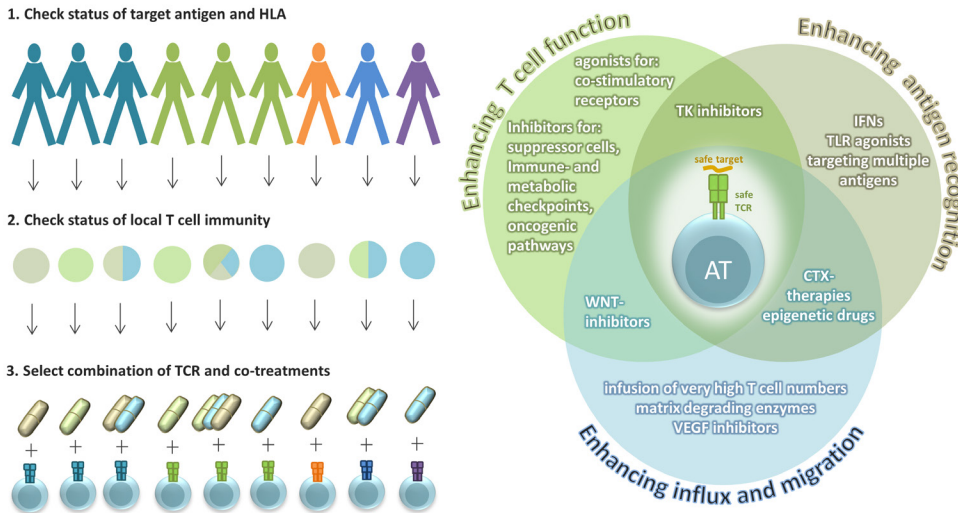 1. Check status of target antigen and HLA
2. Check status of local T cell immunity
3. Select combination of TCR and co-treatments
+ + + + + + + + +
Enhancing T cell function
agonists for:
co-stimulatory
receptors
Inhibitors for:
suppressor cells,
Immune- and
metabolic
checkpoints,
oncogenic
pathways
TK inhibitors
Enhancing antigen recognition
IFNs
TLR agonists
targeting multiple
antigens
safe target
safe
TCR
AT
WNT-
inhibitors
CTX-
therapies
epigenetic drugs
infusion of very high T cell numbers
matrix degrading enzymes
VEGF inhibitors
Enhancing influx and migration